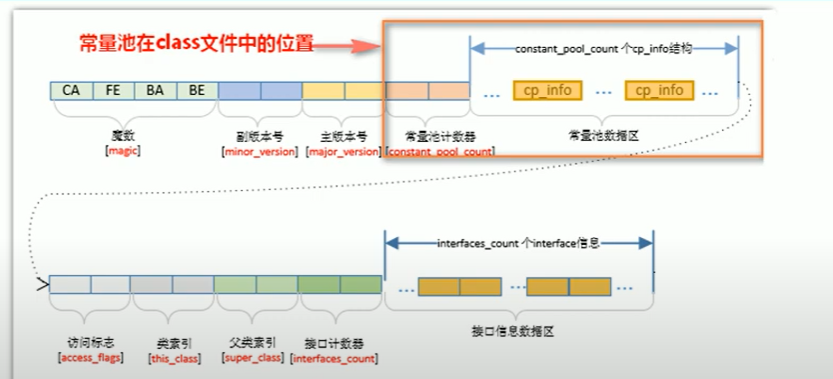 常量池在class文件中的位置
constant_pool_count 个cp_info结构
CA FE BA BE ... cp_info ... cp_info ...
魔数 副版本号 主版本号 常量池计数器 常量池数据区
[magic] [minor_version] [major_version] [constant_pool_count]
interfaces_count 个interface信息
... ... ...
访问标志 类索引 父类索引 接口计数器 接口信息数据区
[access_flags] [this_class] [super_class] [interfaces_count]